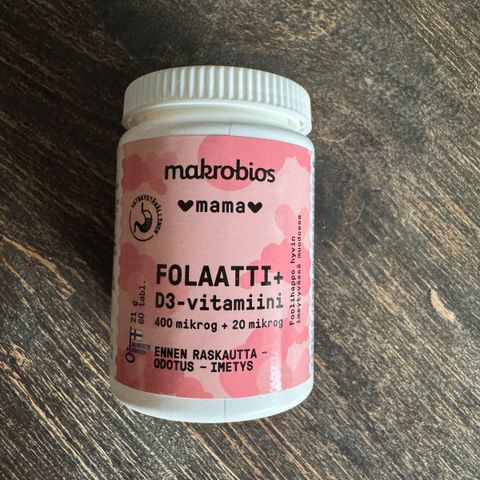 makrobios
♥mama♥
VATSAYSTÄVÄLLINEN
FOLAATTI+
D3-vitamiini
400 mikrog + 20 mikrog
ENNEN RASKAUTTA –
ODOTUS – IMETYS
21 g
60 tabl.
Foolihappo hyvin
imeytyvässä muodossa